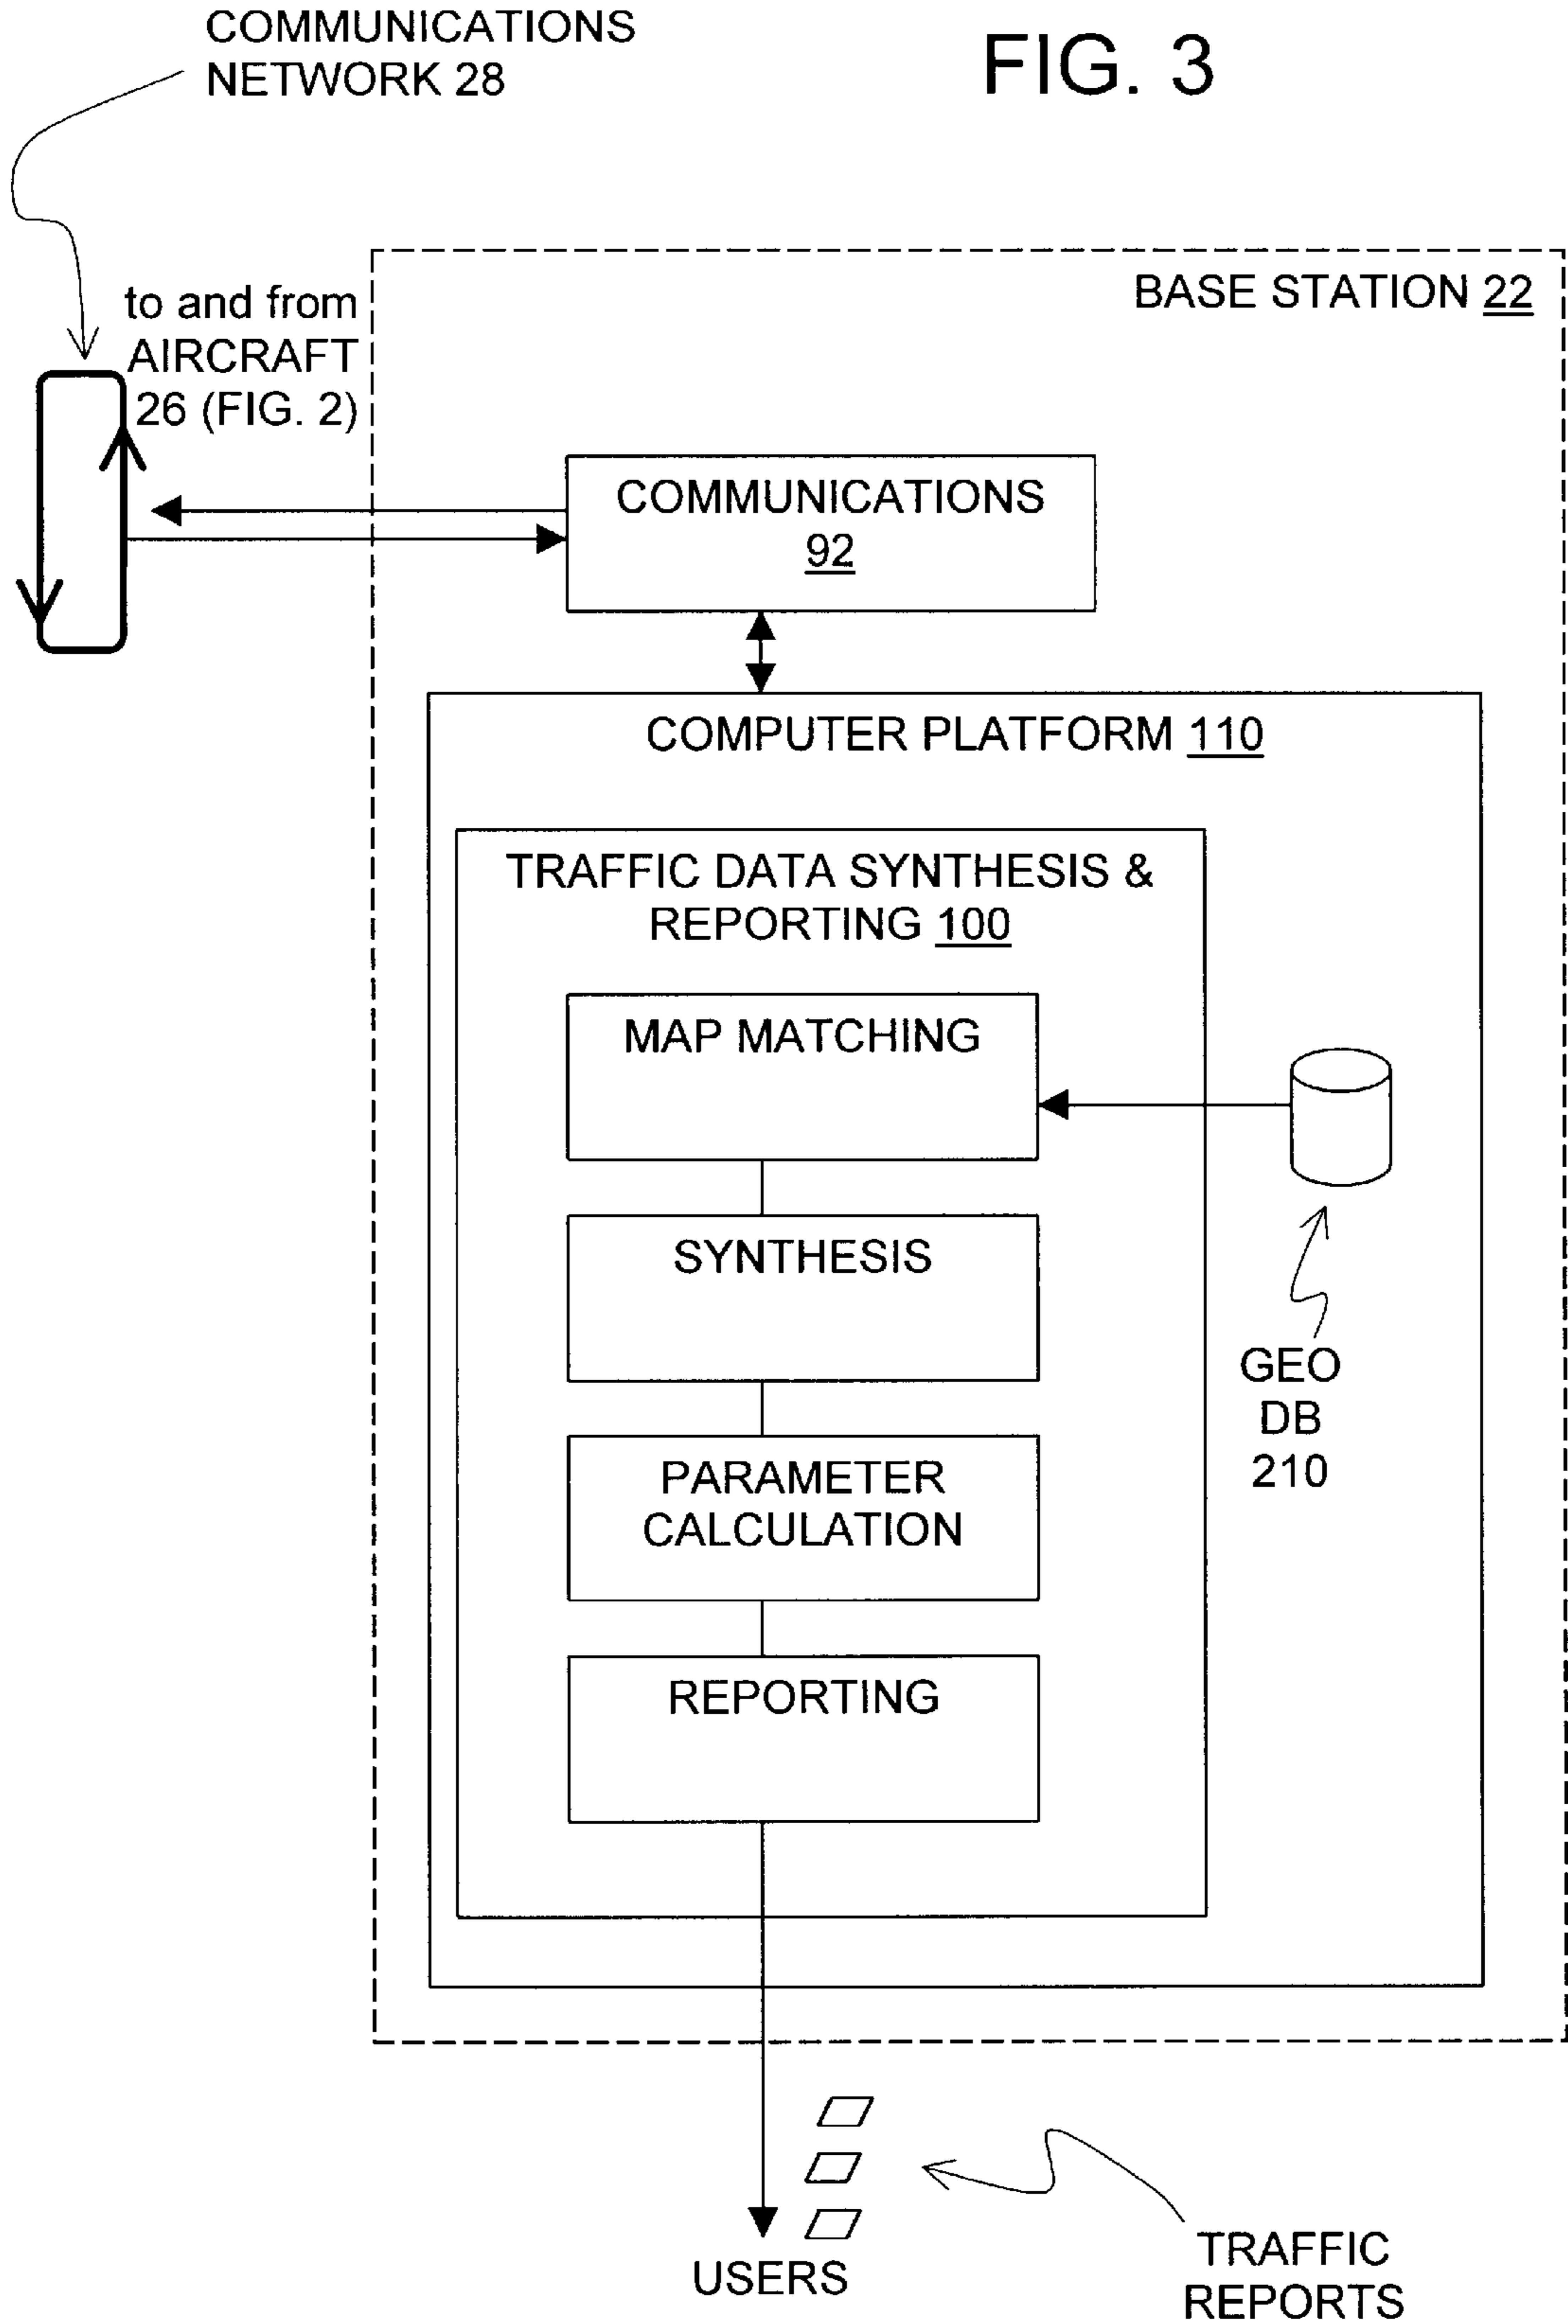 COMMUNICATIONS
NETWORK 28
FIG. 3
to and from
AIRCRAFT
26 (FIG. 2)
BASE STATION 22
COMMUNICATIONS
92
COMPUTER PLATFORM 110
TRAFFIC DATA SYNTHESIS &
REPORTING 100
MAP MATCHING
SYNTHESIS
GEO
DB
210
PARAMETER
CALCULATION
REPORTING
USERS
TRAFFIC
REPORTS